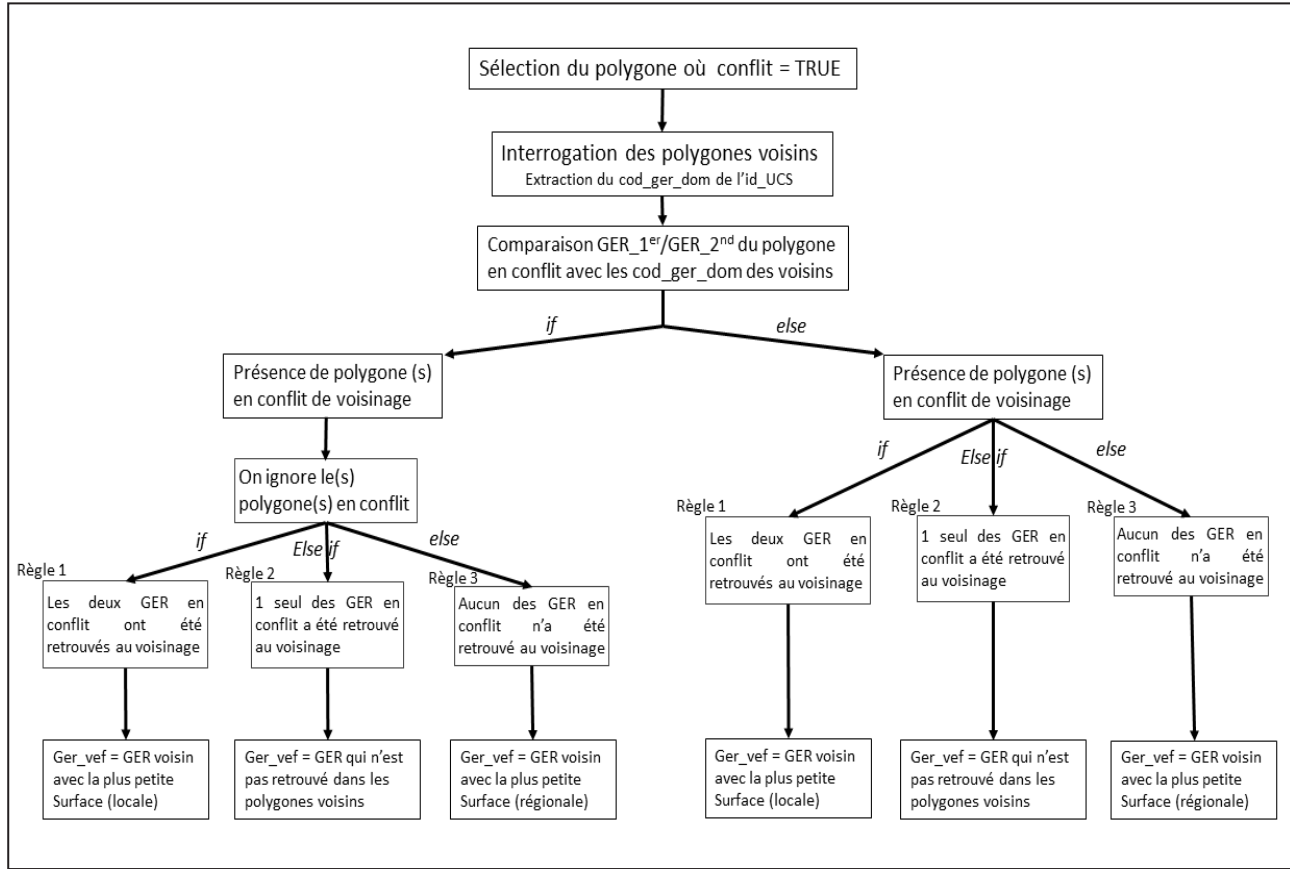 Sélection du polygone où conflit = TRUE
Interrogation des polygones voisins
Extraction du cod_ger_dom de l'id_UCS
Comparaison GER_1er/GER_2nd du polygone
en conflit avec les cod_ger_dom des voisins
if
else
Présence de polygone (s)
en conflit de voisinage
On ignore le(s)
polygone(s) en conflit
if
Else if
else
Règle 1
Les deux GER en
conflit ont été
retrouvés au voisinage
Règle 2
1 seul des GER en
conflit a été retrouvé
au voisinage
Règle 3
Aucun des GER en
conflit n'a été
retrouvé au voisinage
Ger_vef = GER voisin
avec la plus petite
Surface (locale)
Ger_vef = GER qui n'est
pas retrouvé dans les
polygones voisins
Ger_vef = GER voisin
avec la plus petite
Surface (régionale)
Présence de polygone (s)
en conflit de voisinage
if
Else if
else
Règle 1
Les deux GER en
conflit ont été
retrouvés au voisinage
Règle 2
1 seul des GER en
conflit a été retrouvé
au voisinage
Règle 3
Aucun des GER en
conflit n'a été
retrouvé au voisinage
Ger_vef = GER voisin
avec la plus petite
Surface (locale)
Ger_vef = GER qui n'est
pas retrouvé dans les
polygones voisins
Ger_vef = GER voisin
avec la plus petite
Surface (régionale)